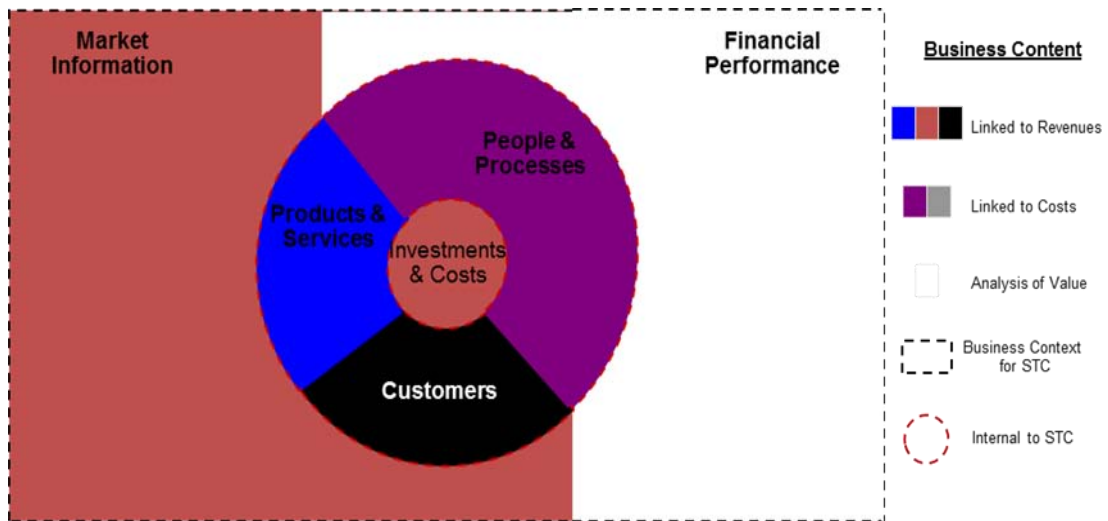 Market
Information
Financial
Performance
People &
Processes
Products &
Services
Investments
& Costs
Customers
Business Content
Linked to Revenues
Linked to Costs
Analysis of Value
Business Context
for STC
Internal to STC